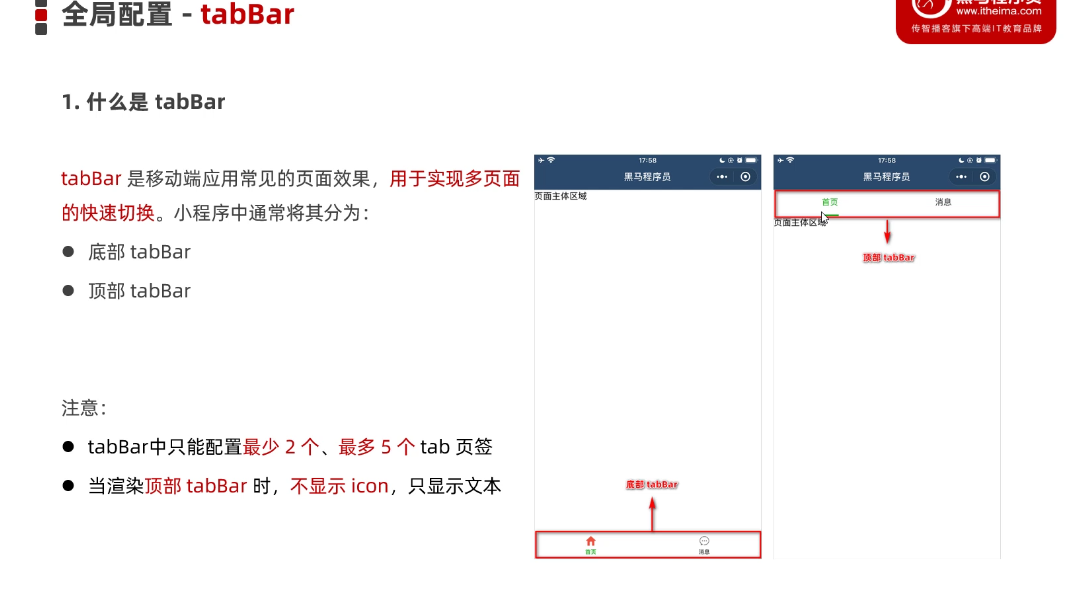 全局配置 - tabBar
www.itheima.com
传智播客旗下高端IT教育品牌
1. 什么是 tabBar
tabBar 是移动端应用常见的页面效果，用于实现多页面
的快速切换。小程序中通常将其分为：
● 底部 tabBar
● 顶部 tabBar
注意：
● tabBar中只能配置最少 2 个、最多 5 个 tab 页签
● 当渲染顶部 tabBar 时，不显示 icon，只显示文本
17:58
黑马程序员
页面主体区域
底部 tabBar
首页
消息
17:58
黑马程序员
首页
消息
页面主体区域
顶部 tabBar